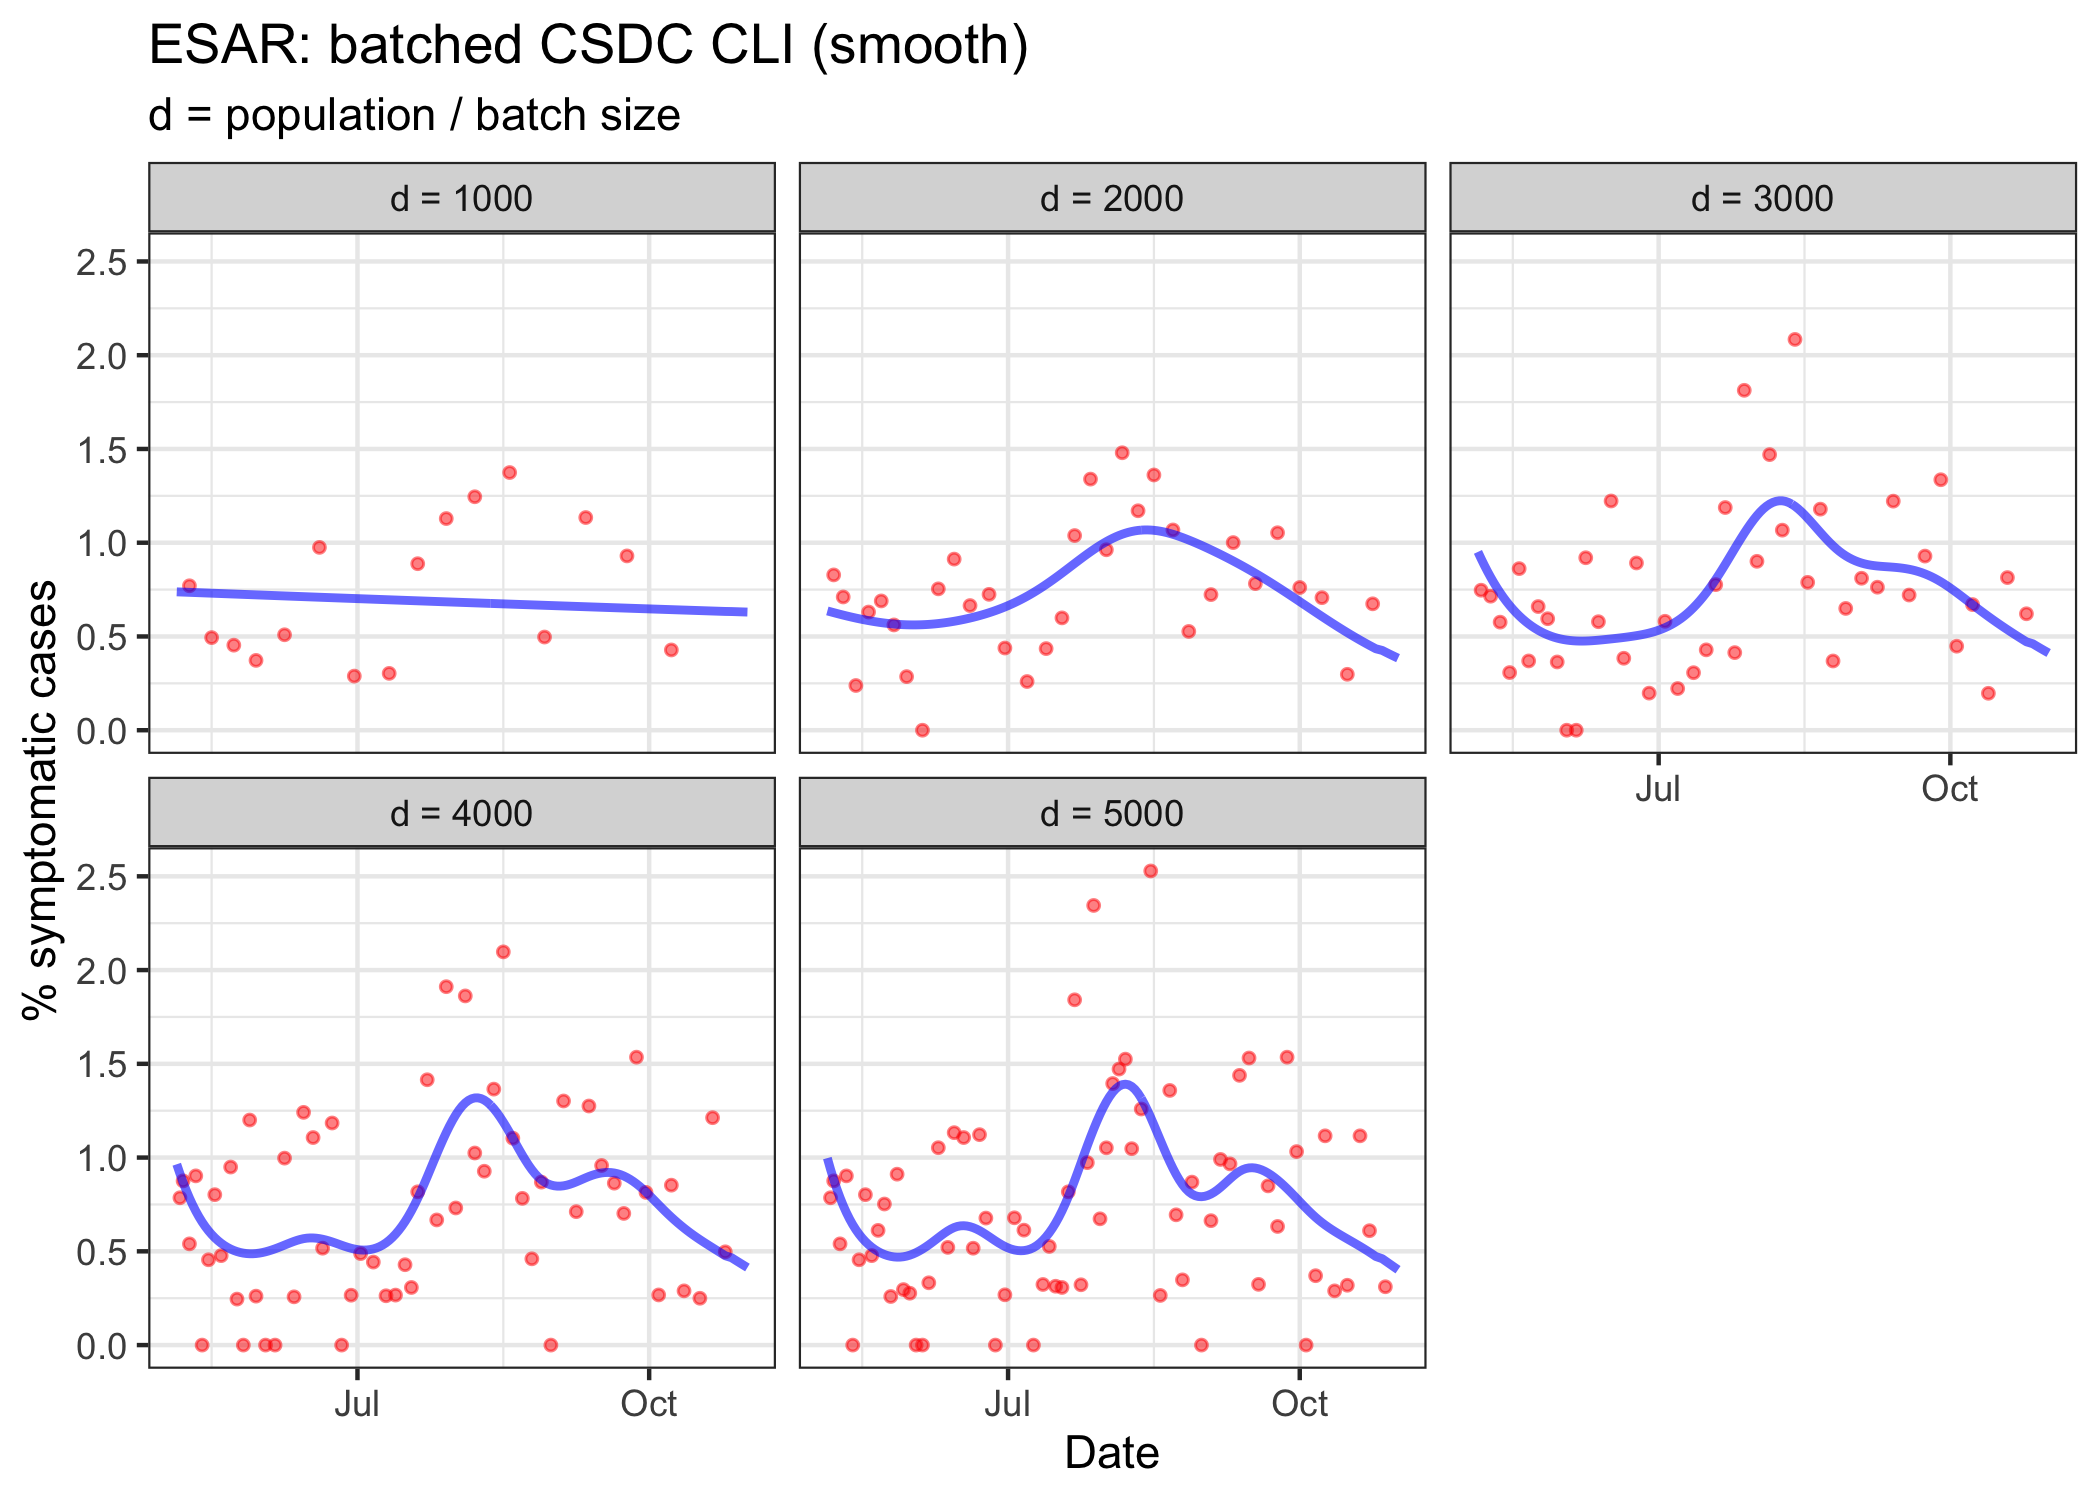 ESAR: batched CSDC CLI (smooth)
d = population / batch size
d = 1000
d = 2000
d = 3000
2.5
2.0
1.5
1.0
0.5
0.0
Jul
Oct
d = 4000
d = 5000
2.5
2.0
1.5
1.0
0.5
0.0
Jul
Oct
Jul
Oct
% symptomatic cases
Date